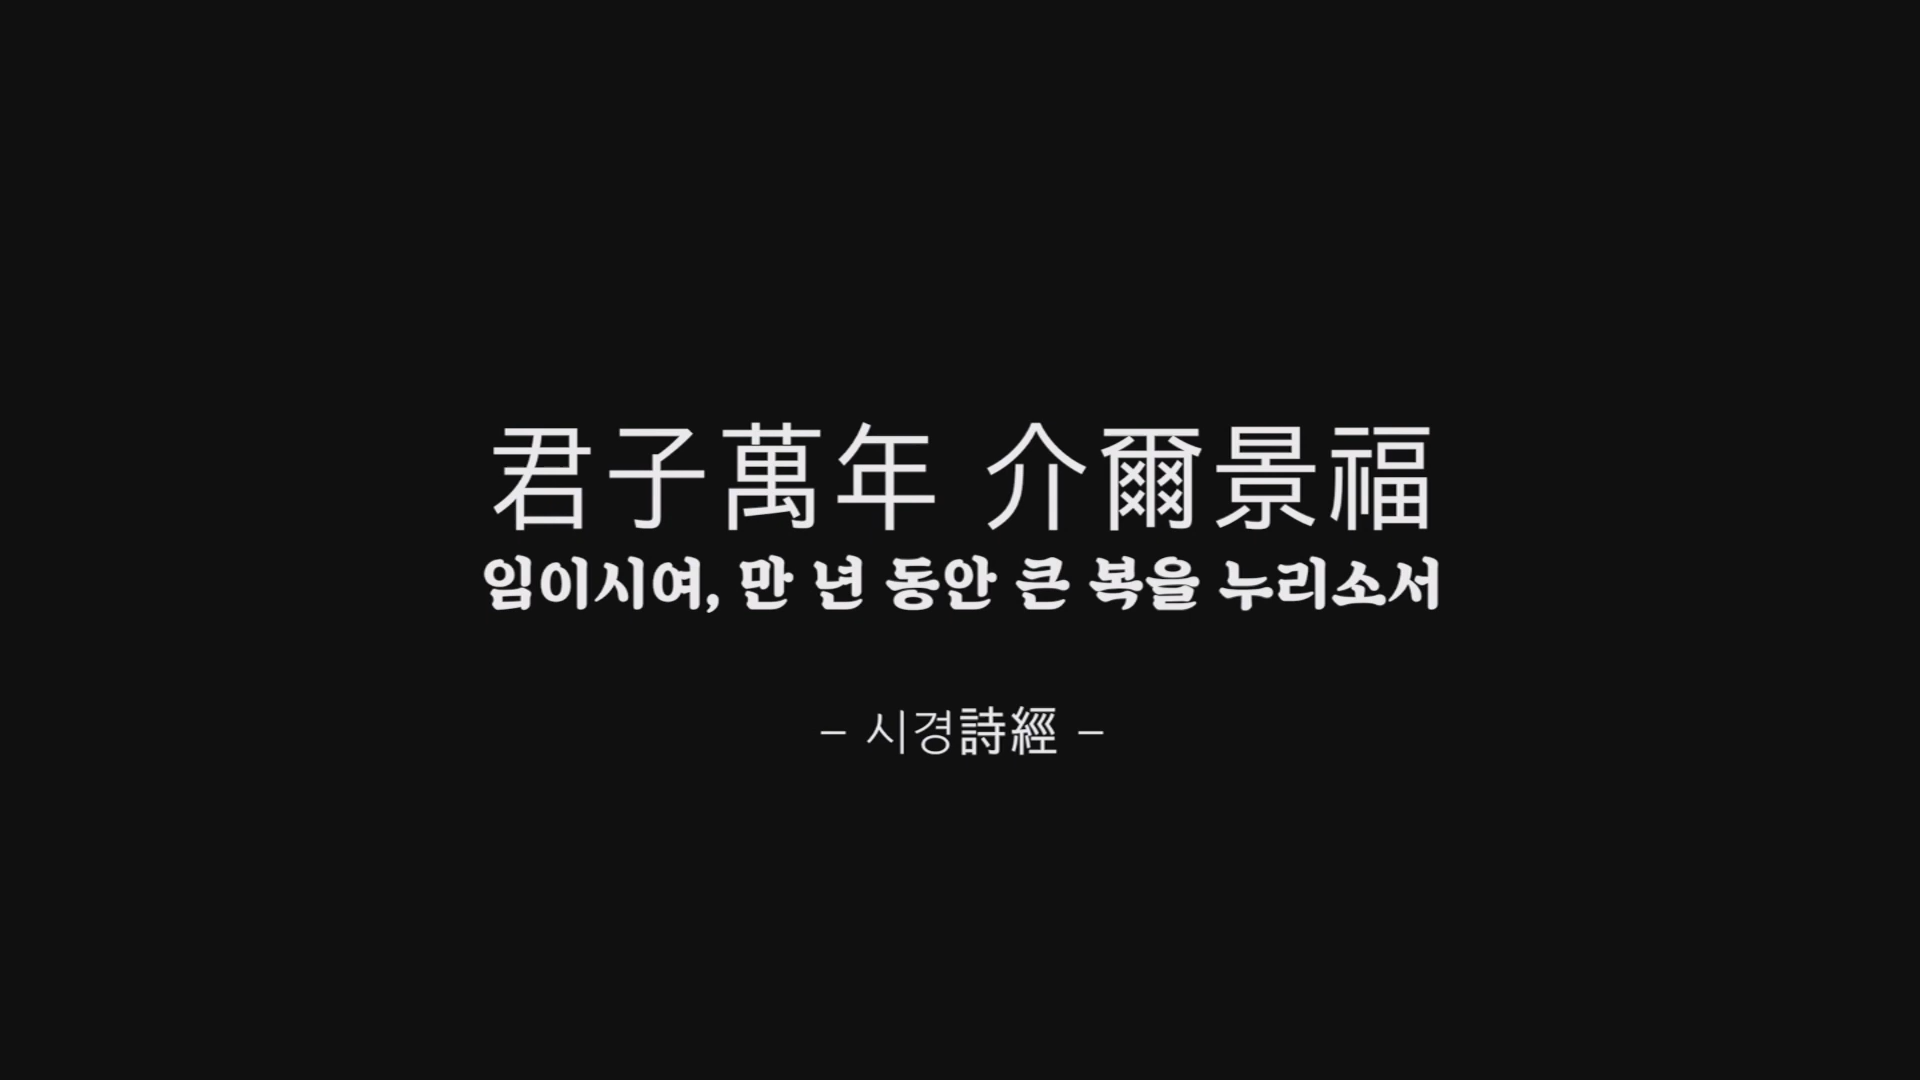 君子萬年 介爾景福
임이시여, 만 년 동안 큰 복을 누리소서
– 시경詩經 –